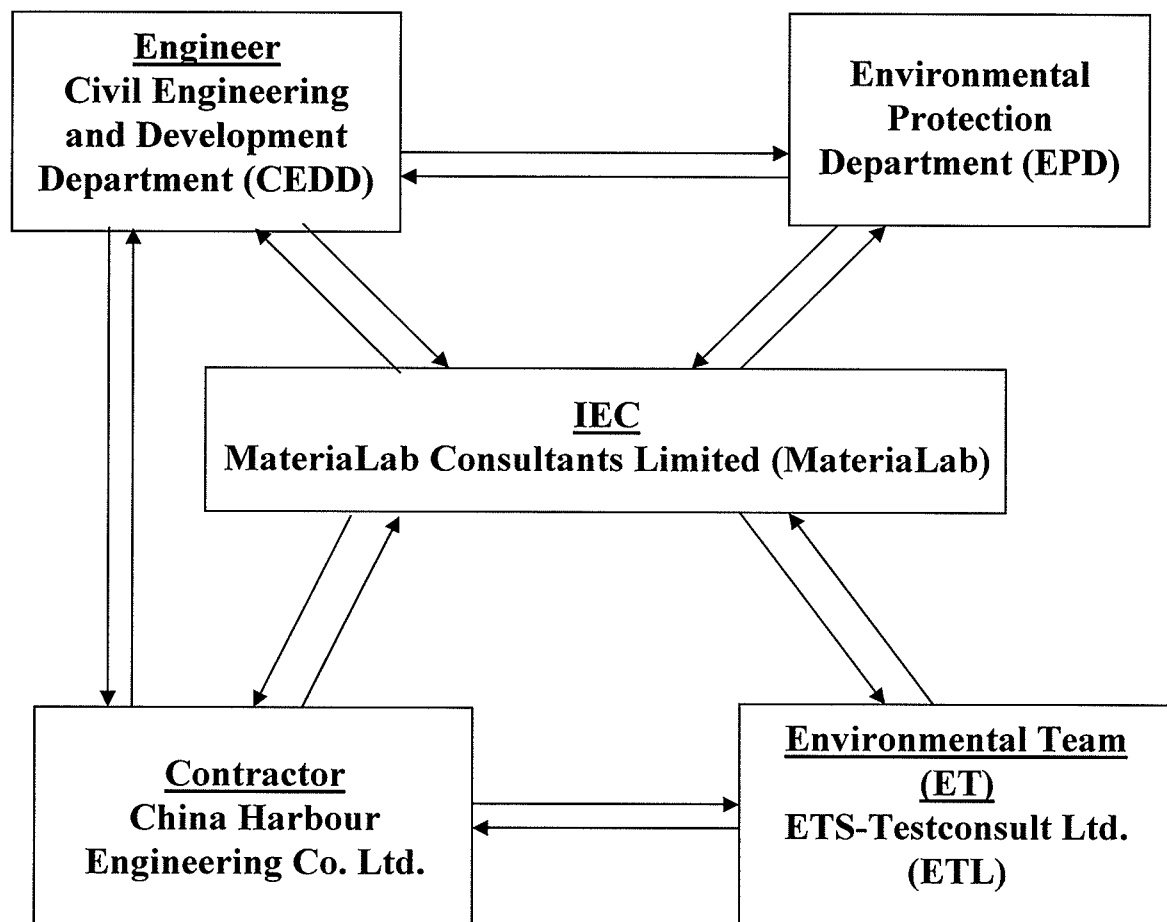 Engineer
Civil Engineering
and Development
Department (CEDD)
Environmental
Protection
Department (EPD)
IEC
MateriaLab Consultants Limited (MateriaLab)
Contractor
China Harbour
Engineering Co. Ltd.
Environmental Team
(ET)
ETS-Testconsult Ltd.
(ETL)